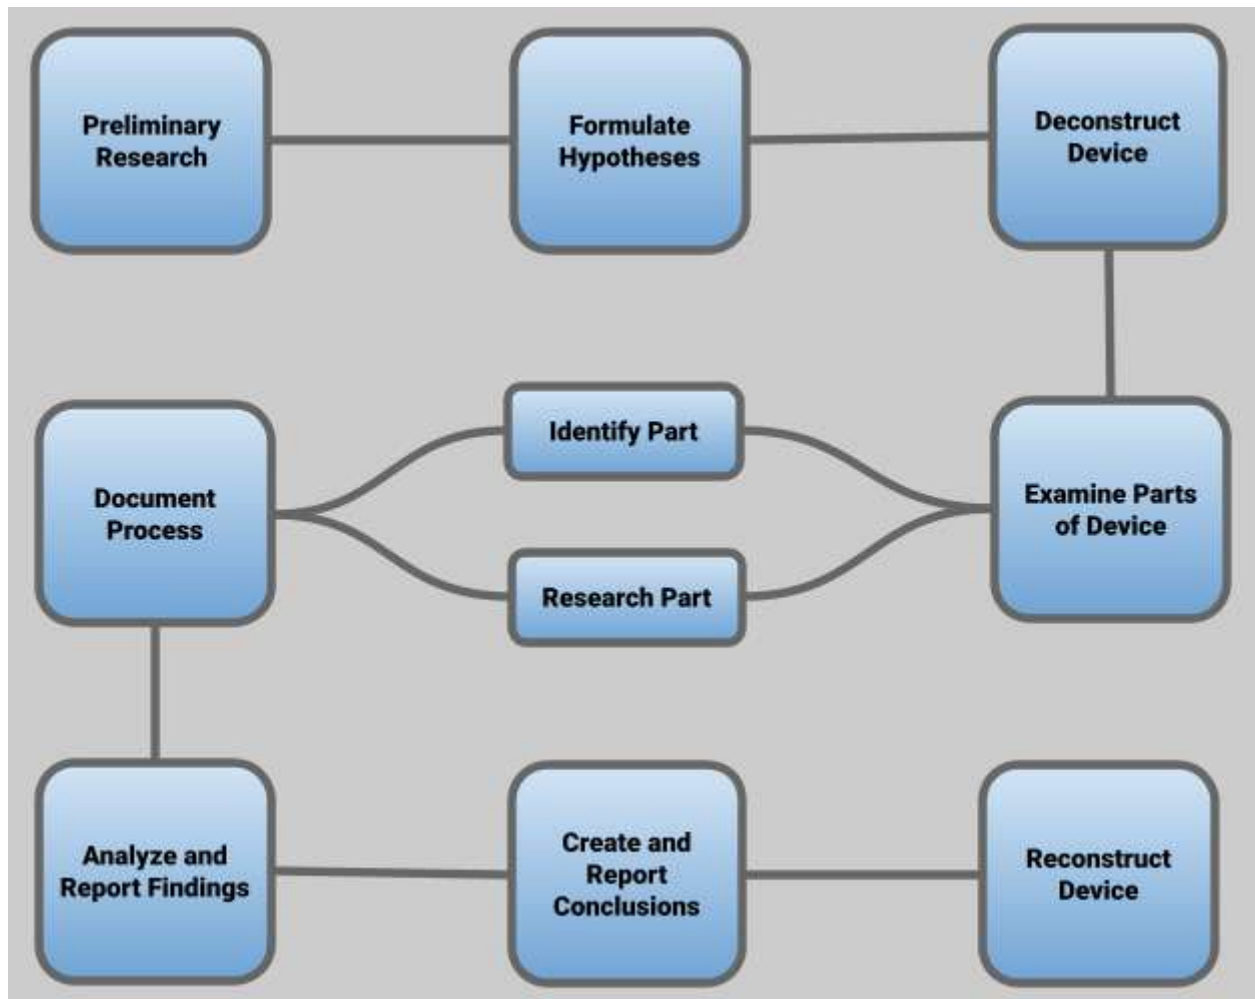 Preliminary
Research
Formulate
Hypotheses
Deconstruct
Device
Document
Process
Identify Part
Research Part
Examine Parts
of Device
Analyze and
Report Findings
Create and
Report
Conclusions
Reconstruct
Device